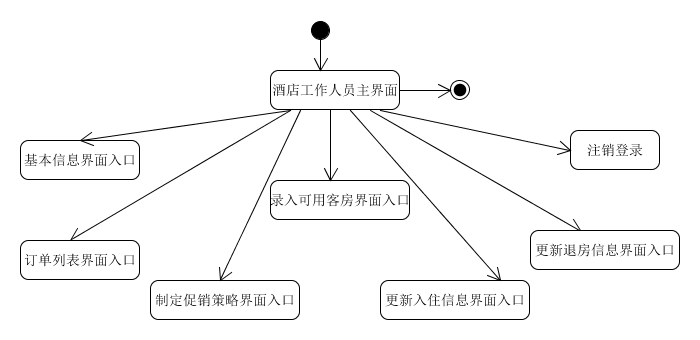 酒店工作人员主界面
注销登录
基本信息界面入口
录入可用客房界面入口
更新退房信息界面入口
订单列表界面入口
制定促销策略界面入口
更新入住信息界面入口